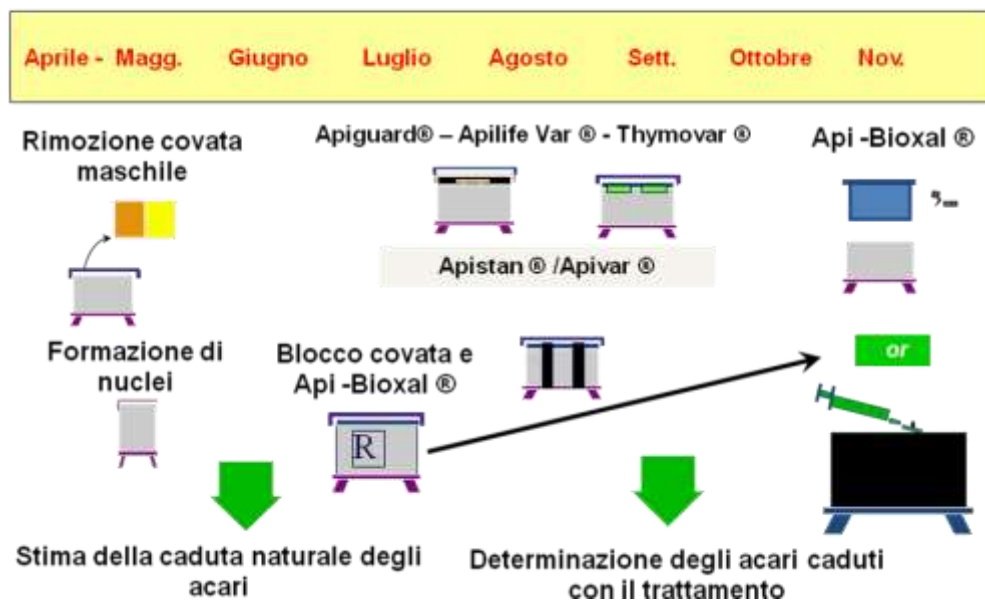 Aprile - Magg. Giugno Luglio Agosto Sett. Ottobre Nov.
Rimozione covata
maschile
Apiguard® – Apilife Var ® - Thymovar ®
Api -Bioxal ®
Apistan ® /Apivar ®
Formazione di
nuclei
Blocco covata e
Api -Bioxal ®
R
or
Stima della caduta naturale degli
acari
Determinazione degli acari caduti
con il trattamento